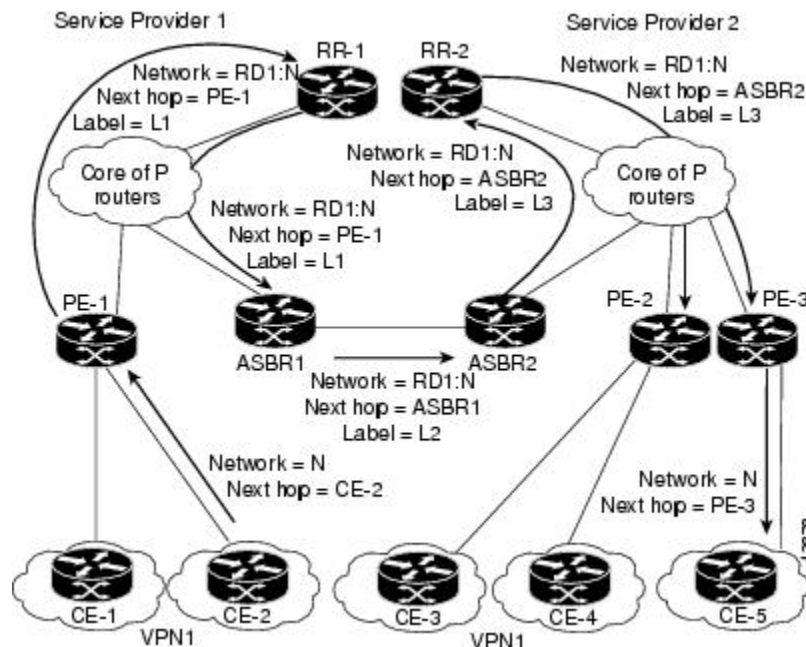 Service Provider 1
Service Provider 2
RR-1
RR-2
Network = RD1:N
Next hop = PE-1
Label = L1
Network = RD1:N
Next hop = ASBR2
Label = L3
Core of P
routers
Network = RD1:N
Next hop = ASBR2
Label = L3
Core of P
routers
Network = RD1:N
Next hop = PE-1
Label = L1
PE-1
PE-2
PE-3
ASBR1
ASBR2
Network = RD1:N
Next hop = ASBR1
Label = L2
Network = N
Next hop = CE-2
Network = N
Next hop = PE-3
CE-1
CE-2
CE-3
CE-4
CE-5
VPN1
VPN1